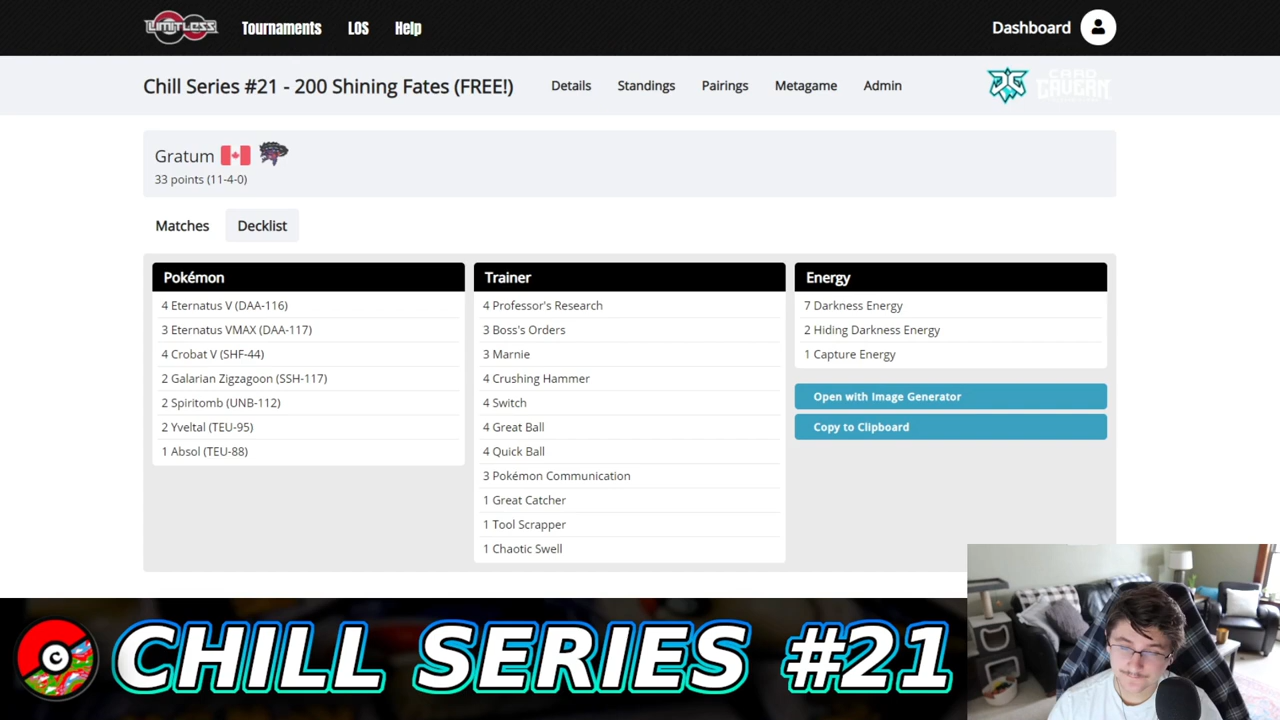 LIMITLESS
Tournaments
LOS
Help
Dashboard
Chill Series #21 - 200 Shining Fates (FREE!)
Details
Standings
Pairings
Metagame
Admin
CARD
CAVERN
Gratum
33 points (11-4-0)
Matches
Decklist
Pokémon
4 Eternatus V (DAA-116)
3 Eternatus VMAX (DAA-117)
4 Crobat V (SHF-44)
2 Galarian Zigzagoon (SSH-117)
2 Spiritomb (UNB-112)
2 Yveltal (TEU-95)
1 Absol (TEU-88)
Trainer
4 Professor's Research
3 Boss's Orders
3 Marnie
4 Crushing Hammer
4 Switch
4 Great Ball
4 Quick Ball
3 Pokémon Communication
1 Great Catcher
1 Tool Scrapper
1 Chaotic Swell
Energy
7 Darkness Energy
2 Hiding Darkness Energy
1 Capture Energy
Open with Image Generator
Copy to Clipboard
CHILL SERIES #21